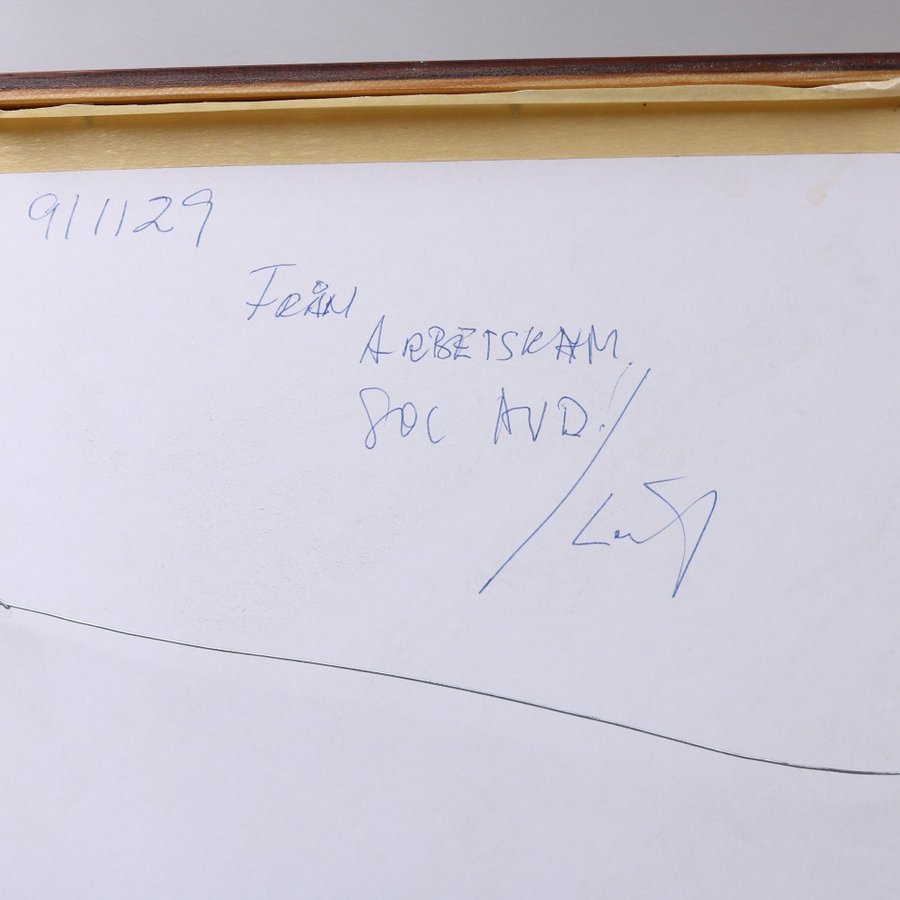 911129
FRÅN
ARBETSKAM.
SOC AVD.